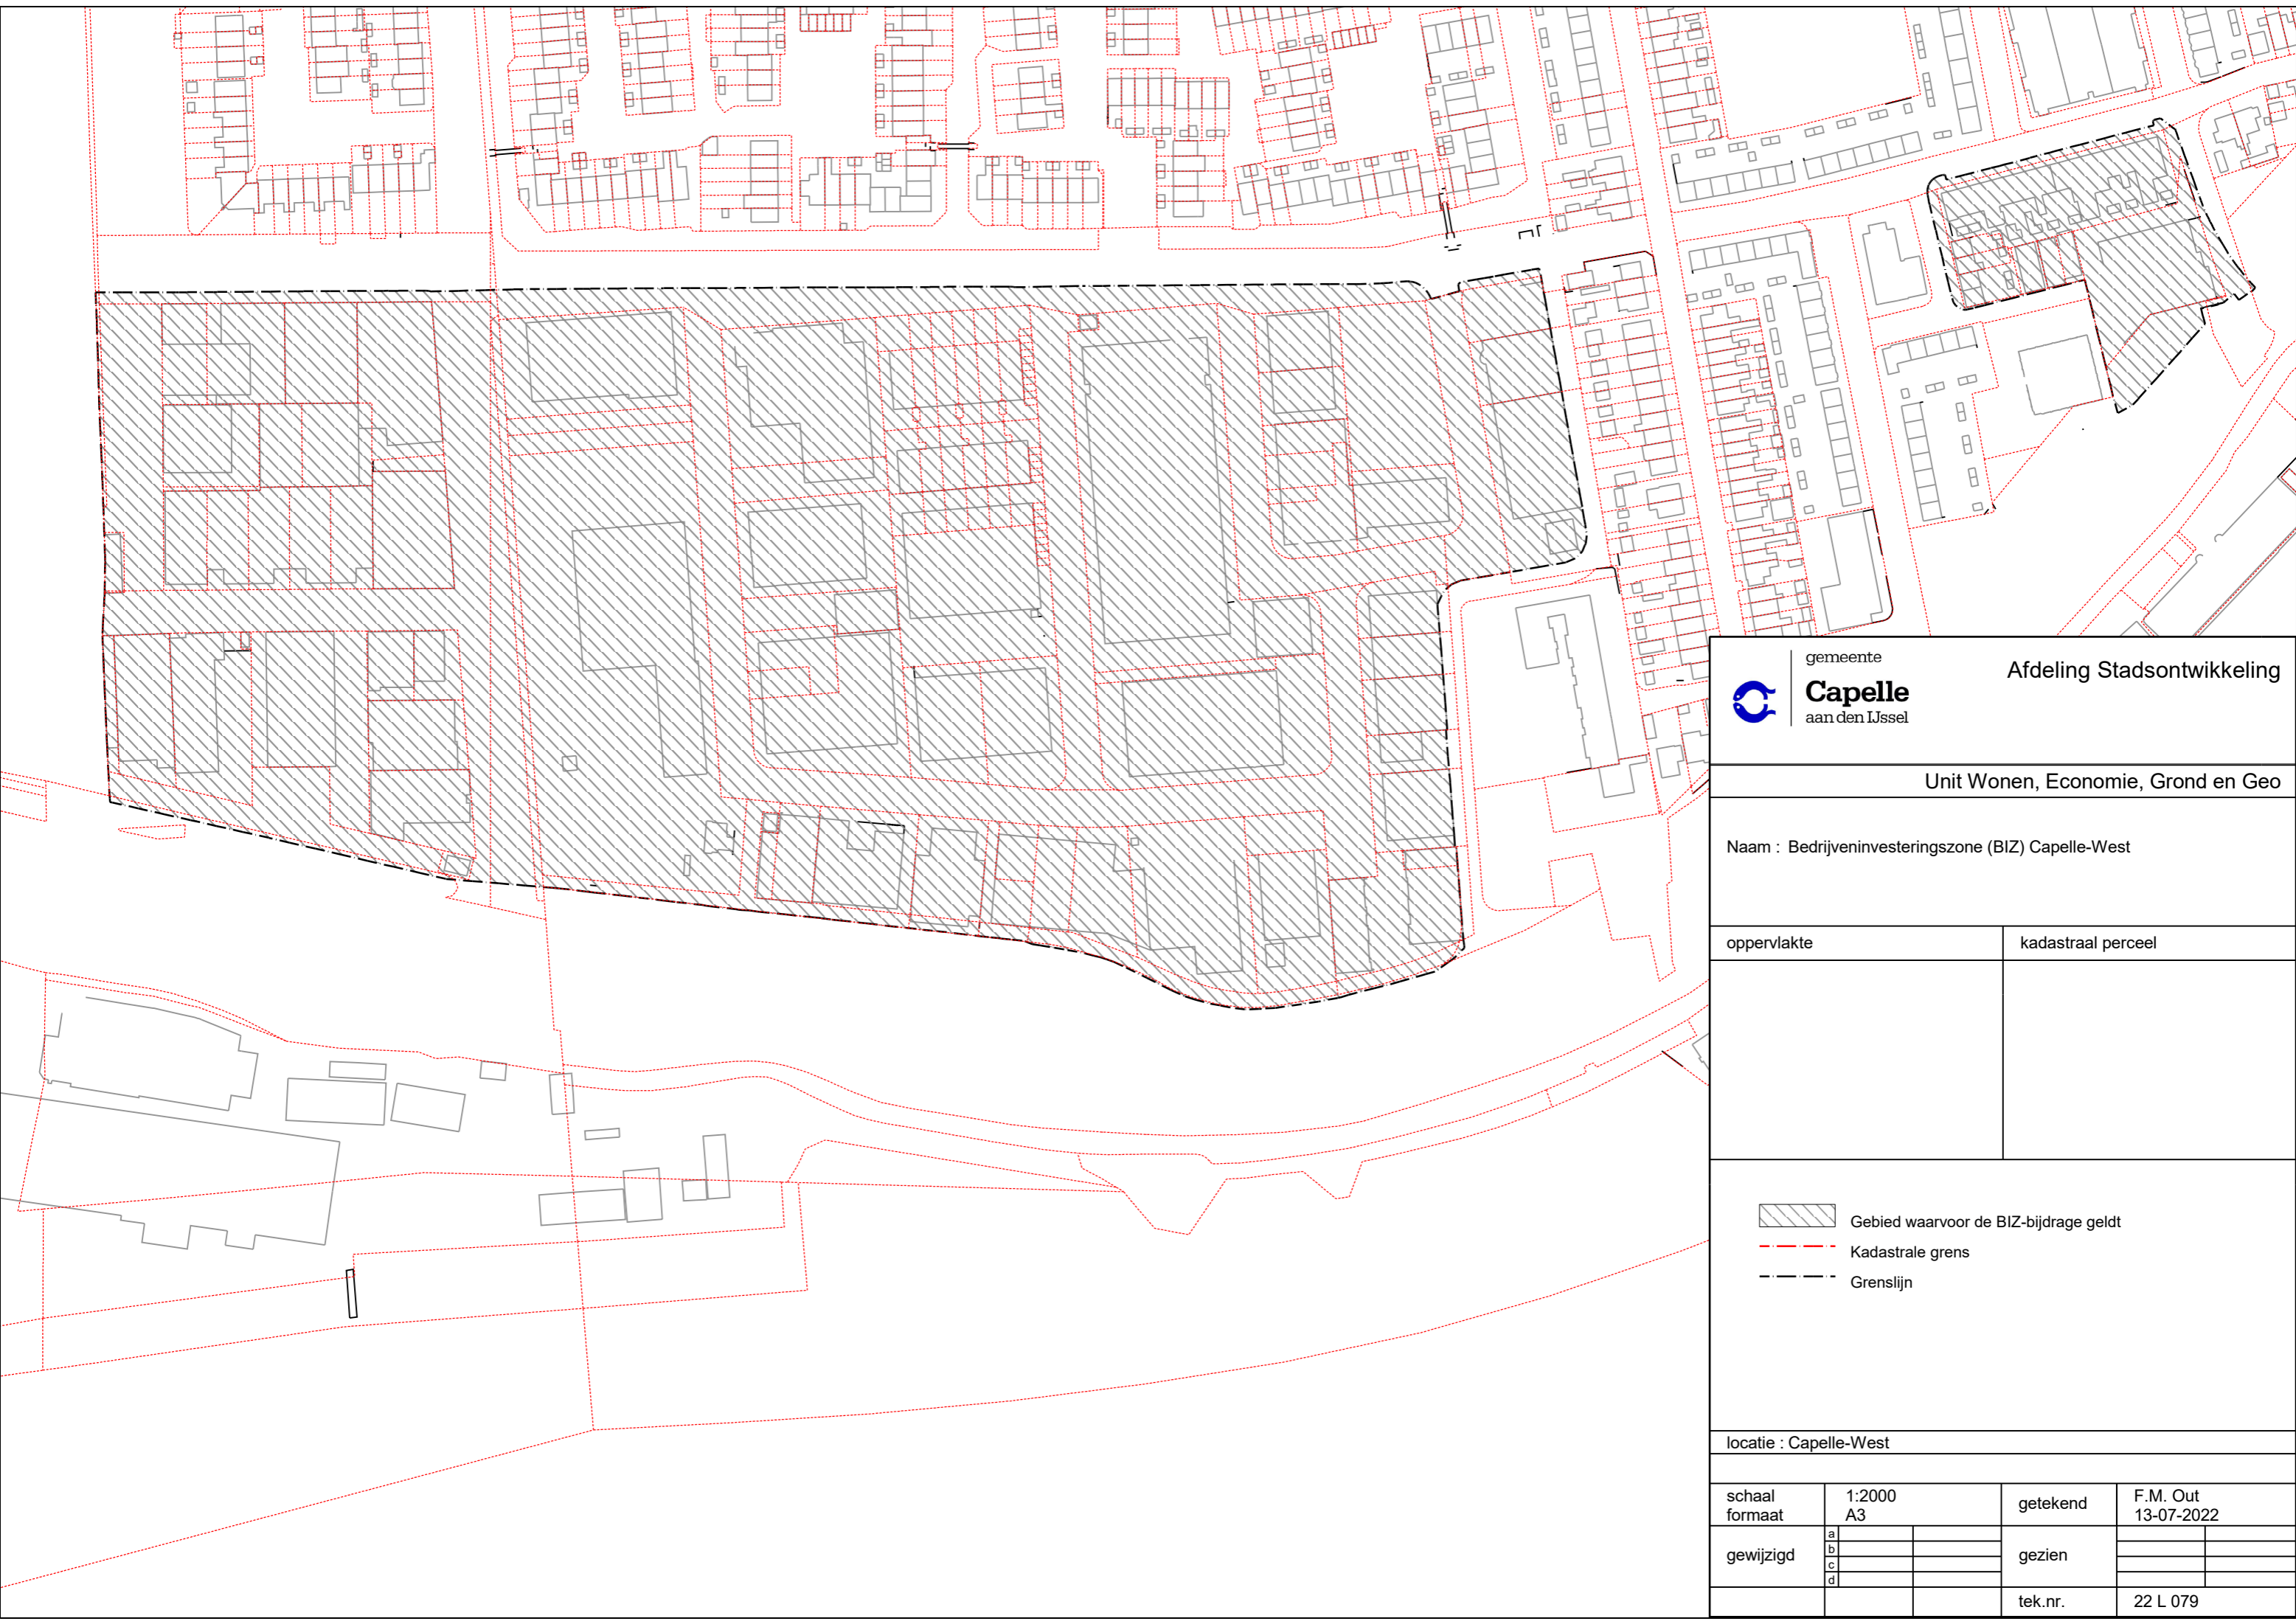 gemeente
Capelle
aan den IJssel
Afdeling Stadsontwikkeling
Unit Wonen, Economie, Grond en Geo
Naam : Bedrijveninvesteringszone (BIZ) Capelle-West
oppervlakte
kadastraal perceel
Gebied waarvoor de BIZ-bijdrage geldt
Kadastrale grens
Grenslijn
locatie : Capelle-West
schaal 1:2000
formaat A3
getekend
F.M. Out
13-07-2022
gewijzigd
a
b
c
d
gezien
tek.nr. 22 L 079